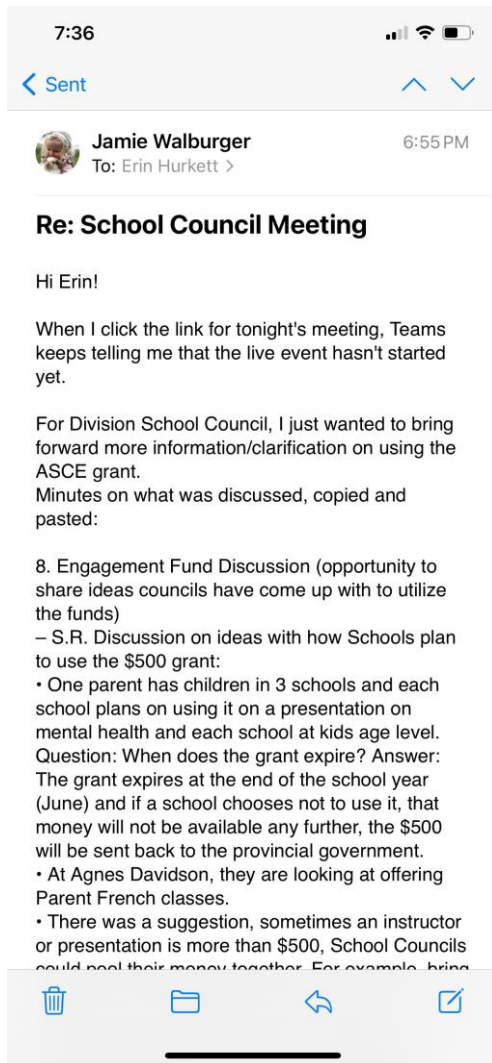 7:36
Sent
Jamie Walburger
6:55 PM
To: Erin Hurkett >
Re: School Council Meeting
Hi Erin!
When I click the link for tonight's meeting, Teams
keeps telling me that the live event hasn't started
yet.
For Division School Council, I just wanted to bring
forward more information/clarification on using the
ASCE grant.
Minutes on what was discussed, copied and
pasted:
8. Engagement Fund Discussion (opportunity to
share ideas councils have come up with to utilize
the funds)
– S.R. Discussion on ideas with how Schools plan
to use the $500 grant:
• One parent has children in 3 schools and each
school plans on using it on a presentation on
mental health and each school at kids age level.
Question: When does the grant expire? Answer:
The grant expires at the end of the school year
(June) and if a school chooses not to use it, that
money will not be available any further, the $500
will be sent back to the provincial government.
• At Agnes Davidson, they are looking at offering
Parent French classes.
• There was a suggestion, sometimes an instructor
or presentation is more than $500, School Councils
could pool their money together. For example, bring